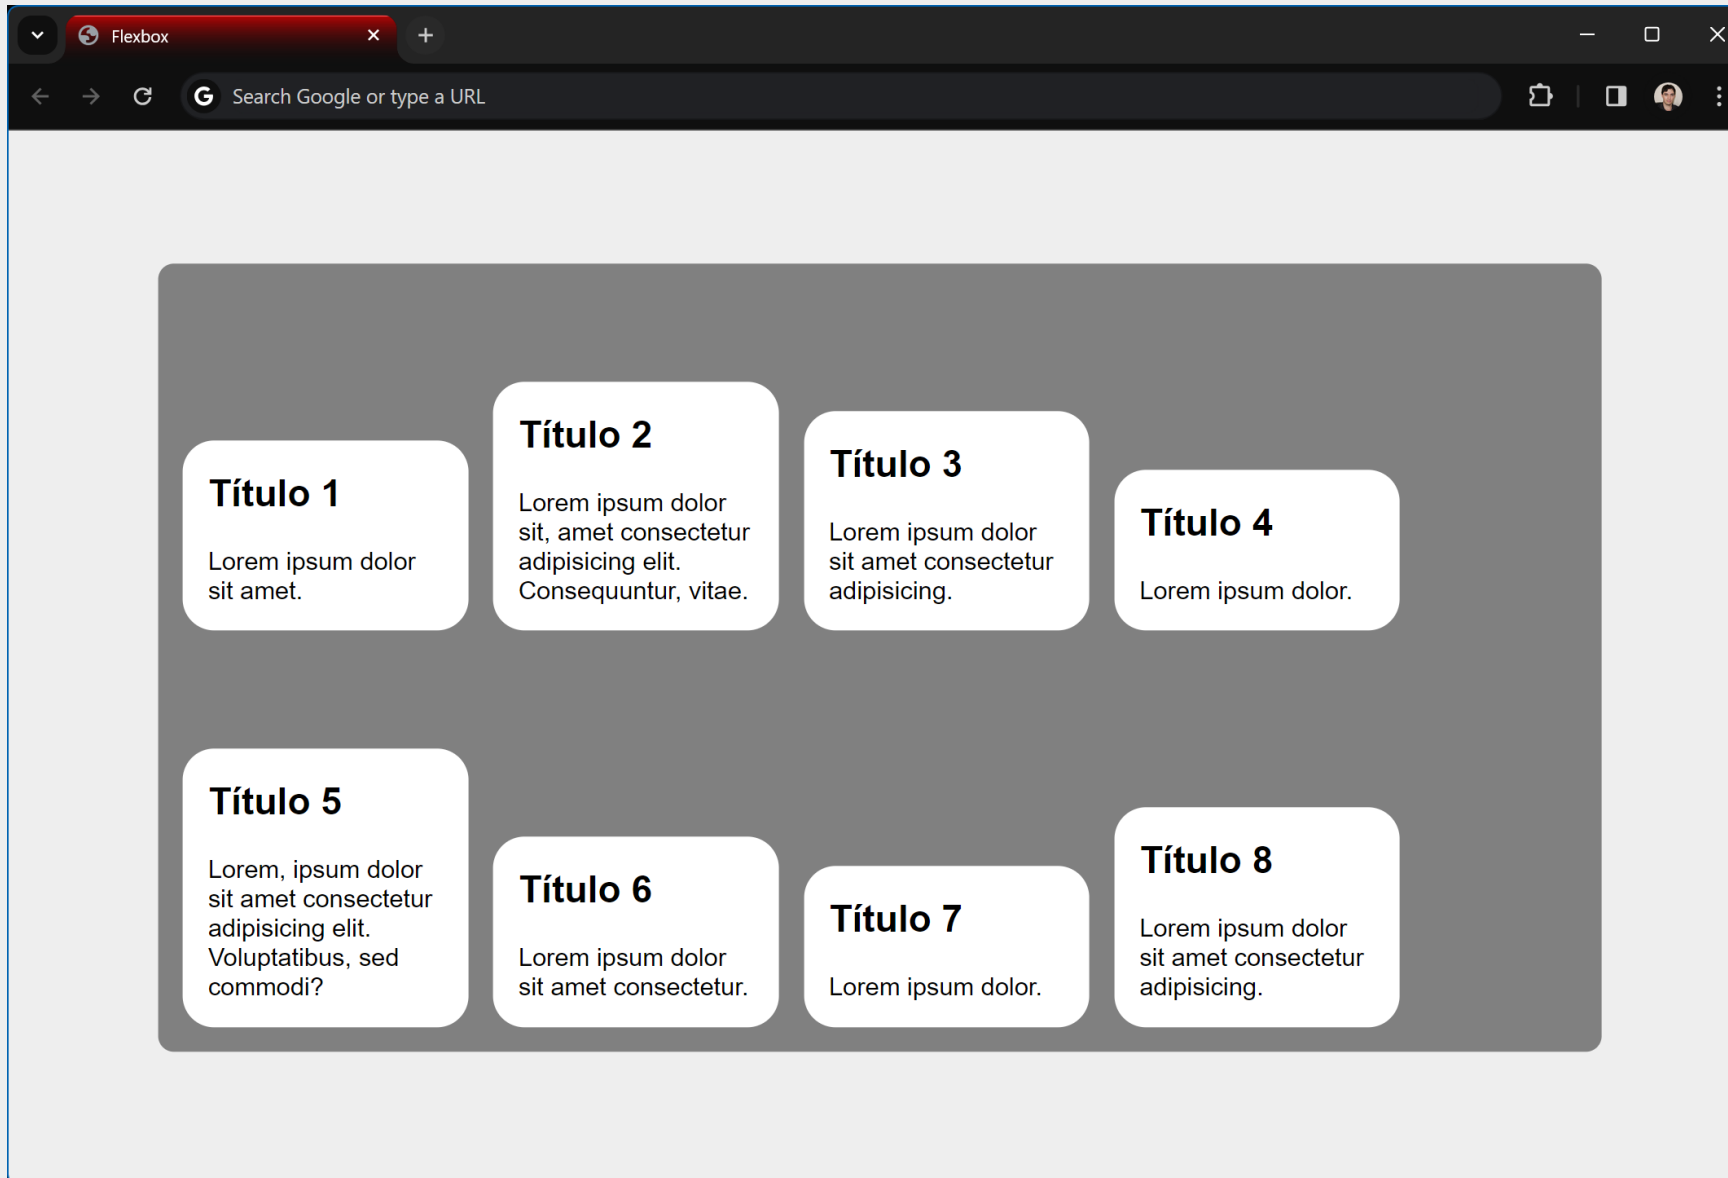 Flexbox
Search Google or type a URL
Título 1
Lorem ipsum dolor
sit amet.
Título 2
Lorem ipsum dolor
sit, amet consectetur
adipisicing elit.
Consequuntur, vitae.
Título 3
Lorem ipsum dolor
sit amet consectetur
adipisicing.
Título 4
Lorem ipsum dolor.
Título 5
Lorem, ipsum dolor
sit amet consectetur
adipisicing elit.
Voluptatibus, sed
commodi?
Título 6
Lorem ipsum dolor
sit amet consectetur.
Título 7
Lorem ipsum dolor.
Título 8
Lorem ipsum dolor
sit amet consectetur
adipisicing.